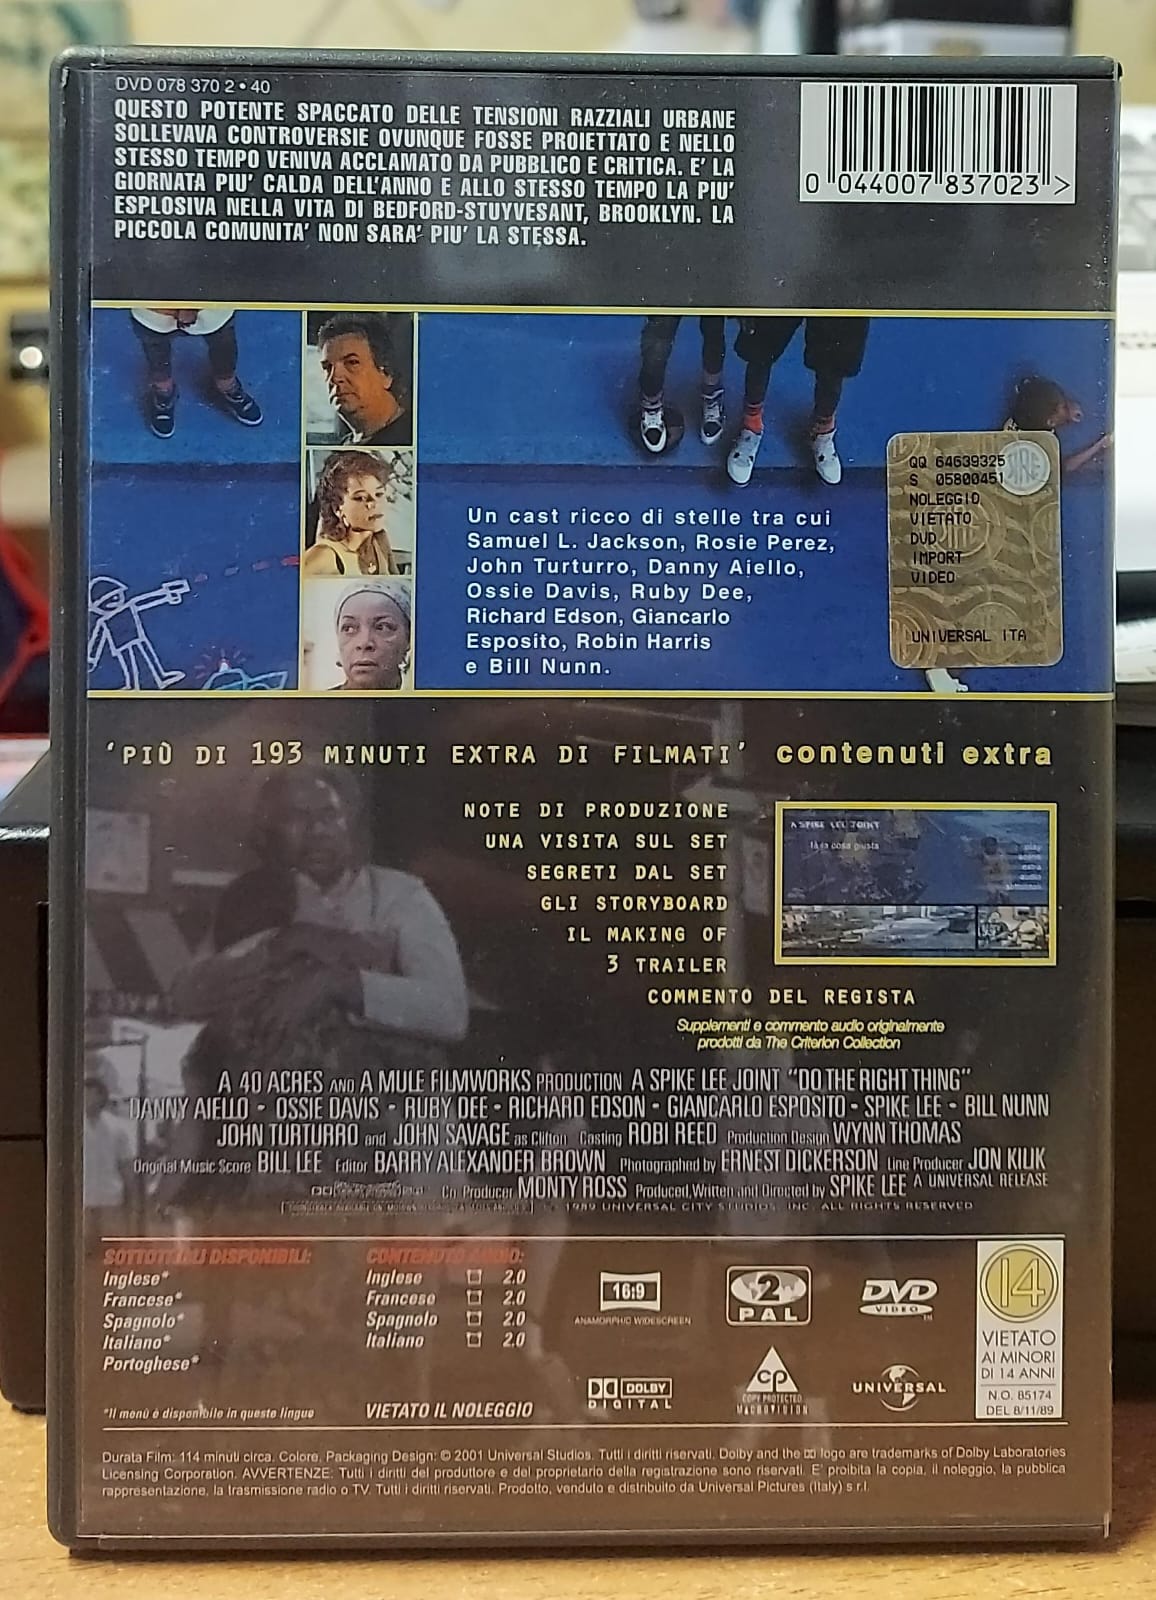 DVD 078 370 2 • 40
QUESTO POTENTE SPACCATO DELLE TENSIONI RAZZIALI URBANE
SOLLEVAVA CONTROVERSIE OVUNQUE FOSSE PROIETTATO E NELLO
STESSO TEMPO VENIVA ACCLAMATO DA PUBBLICO E CRITICA. E' LA
GIORNATA PIU' CALDA DELL'ANNO E ALLO STESSO TEMPO LA PIU'
ESPLOSIVA NELLA VITA DI BEDFORD-STUYVESANT, BROOKLYN. LA
PICCOLA COMUNITA' NON SARA' PIU' LA STESSA.
0 044007 837023 >
QQ 64639325
S 05800451
NOLEGGIO
VIETATO
DVD
IMPORT
VIDEO
UNIVERSAL ITA
Un cast ricco di stelle tra cui
Samuel L. Jackson, Rosie Perez,
John Turturro, Danny Aiello,
Ossie Davis, Ruby Dee,
Richard Edson, Giancarlo
Esposito, Robin Harris
e Bill Nunn.
'PIÙ DI 193 MINUTI EXTRA DI FILMATI' contenuti extra
NOTE DI PRODUZIONE
UNA VISITA SUL SET
SEGRETI DAL SET
GLI STORYBOARD
IL MAKING OF
3 TRAILER
COMMENTO DEL REGISTA
A SPIKE LEE JOINT
fà la cosa giusta
Supplementi e commento audio originalmente
prodotti da The Criterion Collection
A 40 ACRES AND A MULE FILMWORKS PRODUCTION A SPIKE LEE JOINT "DO THE RIGHT THING"
DANNY AIELLO • OSSIE DAVIS • RUBY DEE • RICHARD EDSON • GIANCARLO ESPOSITO • SPIKE LEE • BILL NUNN
JOHN TURTURRO and JOHN SAVAGE as Clifton Casting ROBI REED Production Design WYNN THOMAS
Original Music Score BILL LEE Editor BARRY ALEXANDER BROWN Photographed by ERNEST DICKERSON Line Producer JON KILIK
Co Producer MONTY ROSS Produced, Written and Directed by SPIKE LEE A UNIVERSAL RELEASE
© 1989 UNIVERSAL CITY STUDIOS, INC. ALL RIGHTS RESERVED
SOTTOTITOLI DISPONIBILI:
Inglese*
Francese*
Spagnolo*
Italiano*
Portoghese*
*Il menù è disponibile in queste lingue
CONTENUTO AUDIO:
Inglese 2.0
Francese 2.0
Spagnolo 2.0
Italiano 2.0
VIETATO IL NOLEGGIO
16:9
ANAMORPHIC WIDESCREEN
DOLBY
DIGITAL
2
PAL
CP
COPY PROTECTED
MACROVISION
DVD
VIDEO
TM
UNIVERSAL
14
VIETATO
AI MINORI
DI 14 ANNI
N.O. 85174
DEL 8/11/89
Durata Film: 114 minuti circa. Colore. Packaging Design: © 2001 Universal Studios. Tutti i diritti riservati. Dolby and the logo are trademarks of Dolby Laboratories
Licensing Corporation. AVVERTENZE: Tutti i diritti del produttore e del proprietario della registrazione sono riservati. E' proibita la copia, il noleggio, la pubblica
rappresentazione, la trasmissione radio o TV. Tutti i diritti riservati. Prodotto, venduto e distribuito da Universal Pictures (Italy) s.r.l.